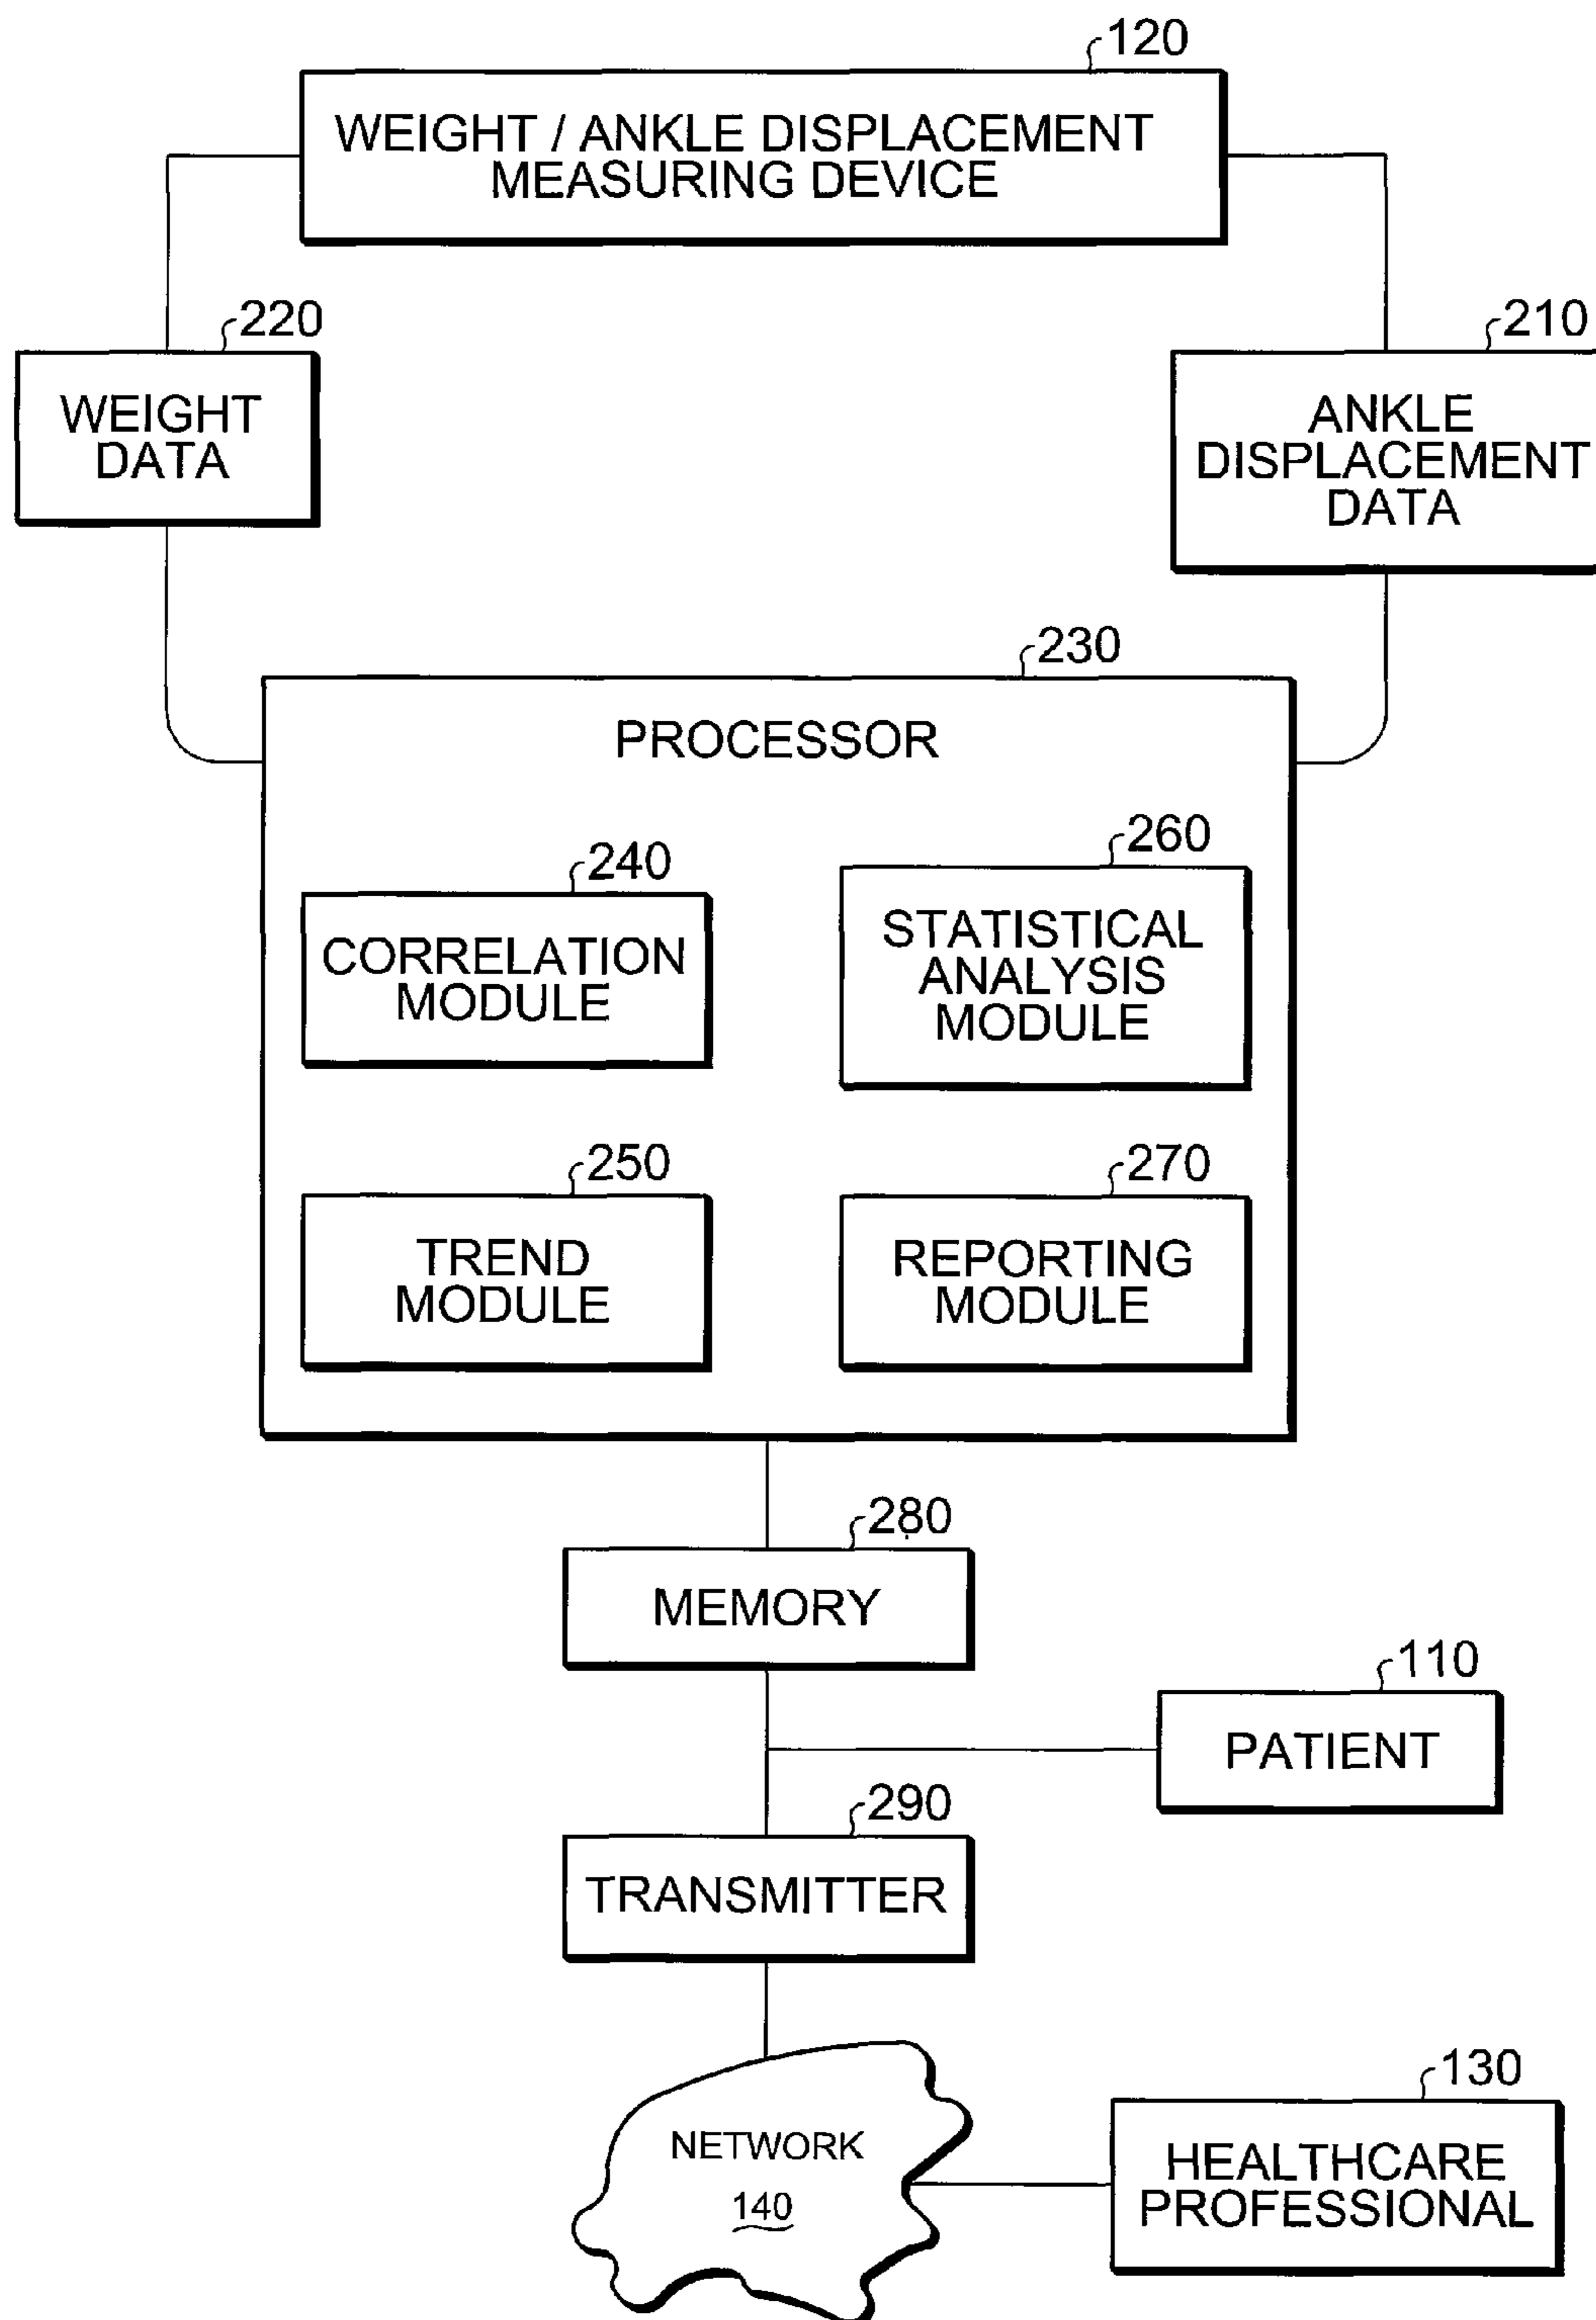 120
WEIGHT / ANKLE DISPLACEMENT
MEASURING DEVICE
220
WEIGHT
DATA
210
ANKLE
DISPLACEMENT
DATA
230
PROCESSOR
240
CORRELATION
MODULE
260
STATISTICAL
ANALYSIS
MODULE
250
TREND
MODULE
270
REPORTING
MODULE
280
MEMORY
110
PATIENT
290
TRANSMITTER
NETWORK
140
130
HEALTHCARE
PROFESSIONAL